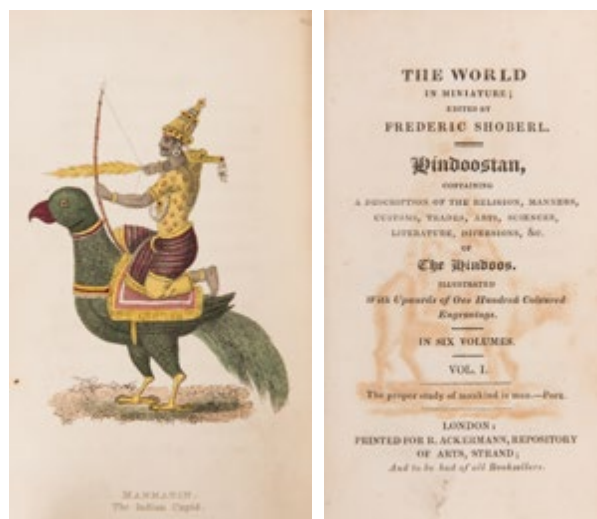 MANMADIN,
The Indian Cupid.
THE WORLD
IN MINIATURE;
EDITED BY
FREDERIC SHOBERL.
Hindoostan,
CONTAINING
A DESCRIPTION OF THE RELIGION, MANNERS,
CUSTOMS, TRADES, ARTS, SCIENCES,
LITERATURE, DIVERSIONS, &c.
OF
The Hindoos.
ILLUSTRATED
With Upwards of One Hundred Coloured
Engravings.
IN SIX VOLUMES.
VOL. I.
The proper study of mankind is man.—Pope.
LONDON:
PRINTED FOR R. ACKERMANN, REPOSITORY
OF ARTS, STRAND;
And to be had of all Booksellers.